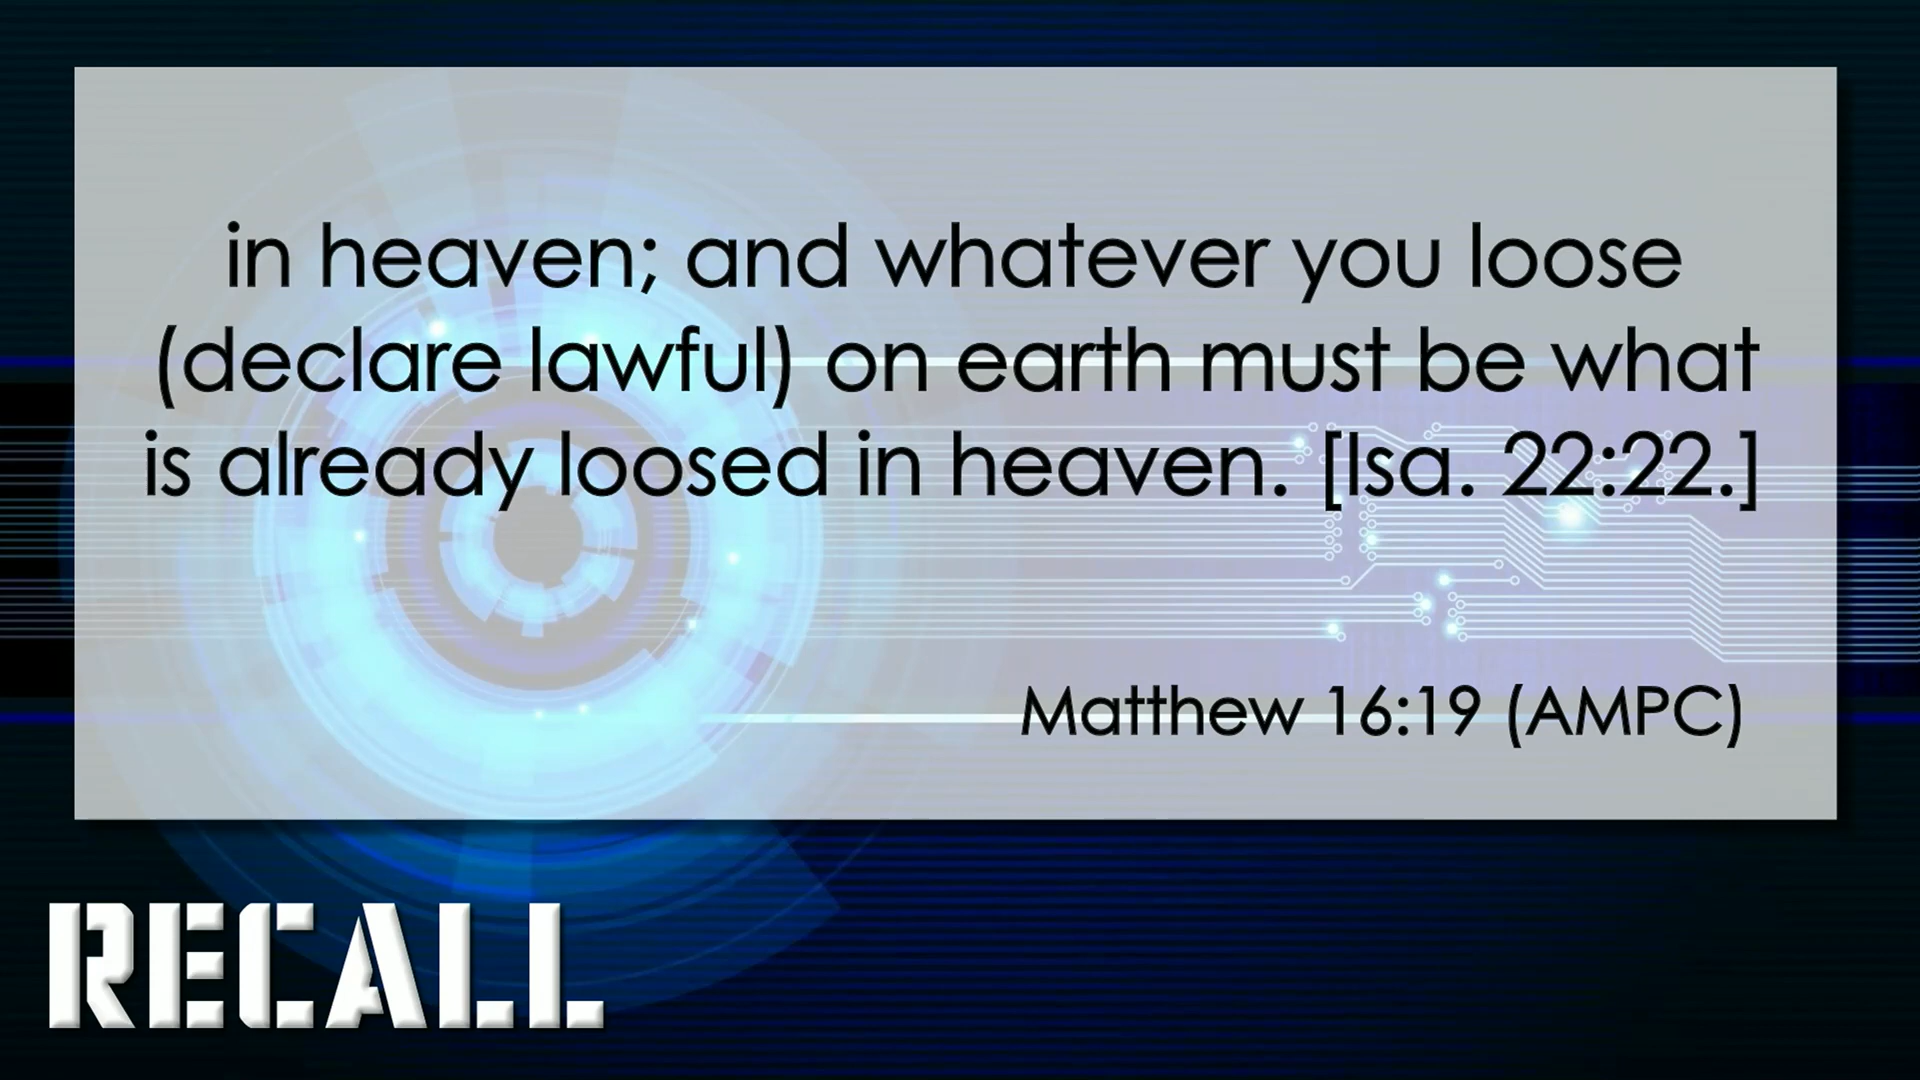 in heaven; and whatever you loose
(declare lawful) on earth must be what
is already loosed in heaven. [Isa. 22:22.]
Matthew 16:19 (AMPC)
RECALL